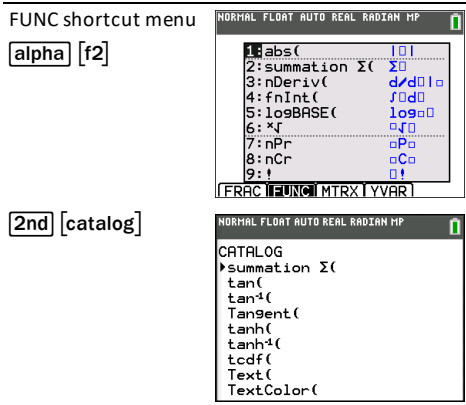 FUNC shortcut menu
alpha [f2]
NORMAL FLOAT AUTO REAL RADIAN MP
1:abs( |□|
2:summation Σ( Σ□
3:nDeriv( d/d□|□
4:fnInt( ∫□d□
5:logBASE( log□□
6:ˣ√ □√□
7:nPr □P□
8:nCr □C□
9:! □!
FRAC FUNC MTRX YVAR
2nd [catalog]
NORMAL FLOAT AUTO REAL RADIAN MP
CATALOG
▶summation Σ(
tan(
tan⁻¹(
Tangent(
tanh(
tanh⁻¹(
tcdf(
Text(
TextColor(